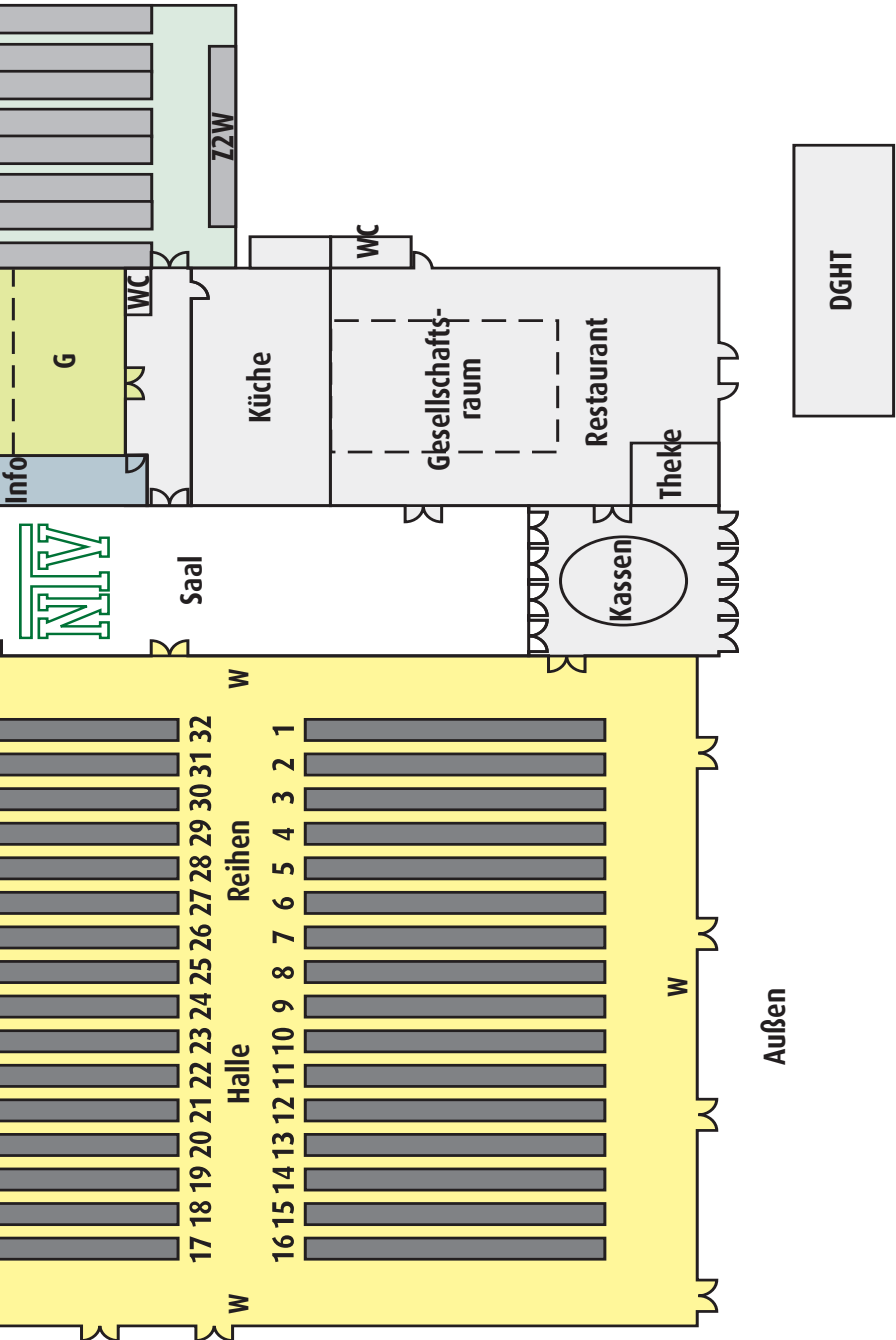 Z2W
WC
WC
DGHT
G
Küche
Gesellschafts-
raum
Restaurant
Theke
Info
NTV
Saal
Kassen
W
32 31 30 29 28 27 26 25 24 23 22 21 20 19 18 17
Reihen
Halle
1 2 3 4 5 6 7 8 9 10 11 12 13 14 15 16
W
W
Außen